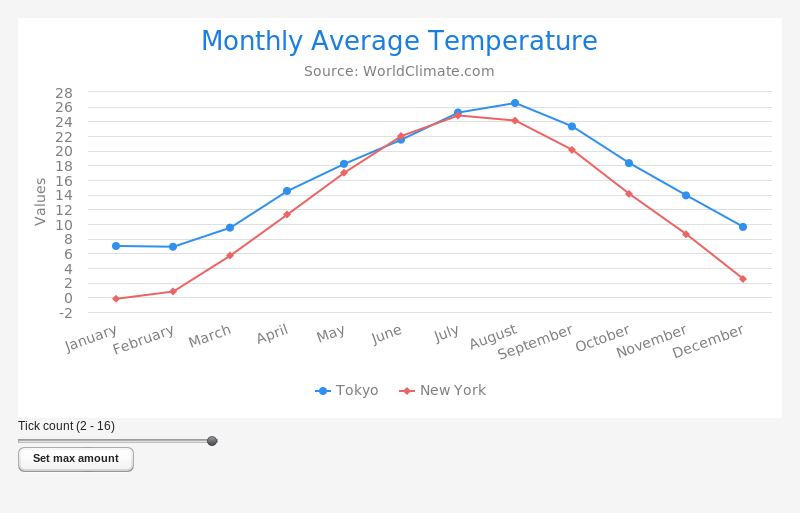 Monthly Average Temperature
Source: WorldClimate.com
28
26
24
22
20
18
16
14
12
10
8
6
4
2
0
-2
Values
January
February
March
April
May
June
July
August
September
October
November
December
Tokyo
New York
Tick count (2 - 16)
Set max amount